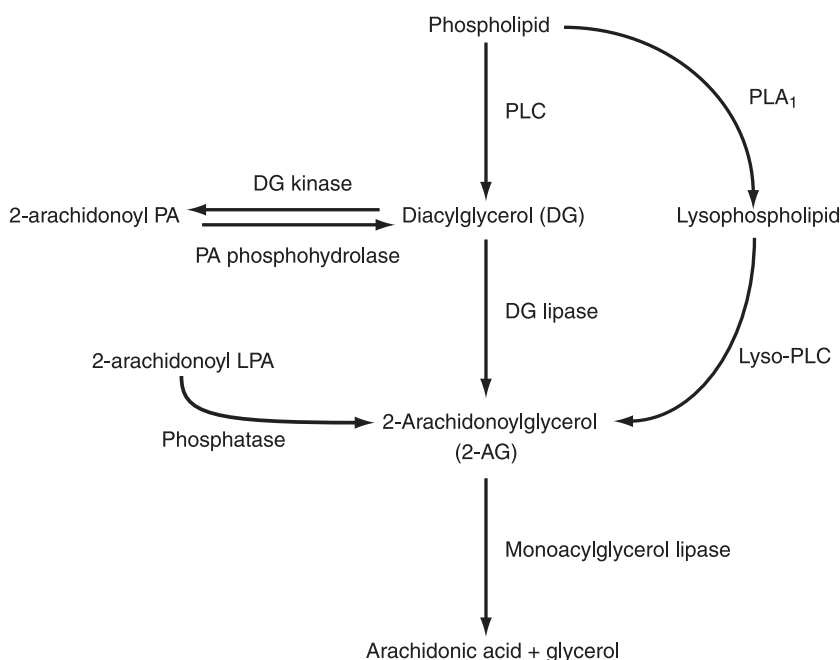 Phospholipid
PLA₁
PLC
DG kinase
2-arachidonoyl PA
Diacylglycerol (DG)
Lysophospholipid
PA phosphohydrolase
DG lipase
2-arachidonoyl LPA
Lyso-PLC
2-Arachidonoylglycerol
(2-AG)
Phosphatase
Monoacylglycerol lipase
Arachidonic acid + glycerol